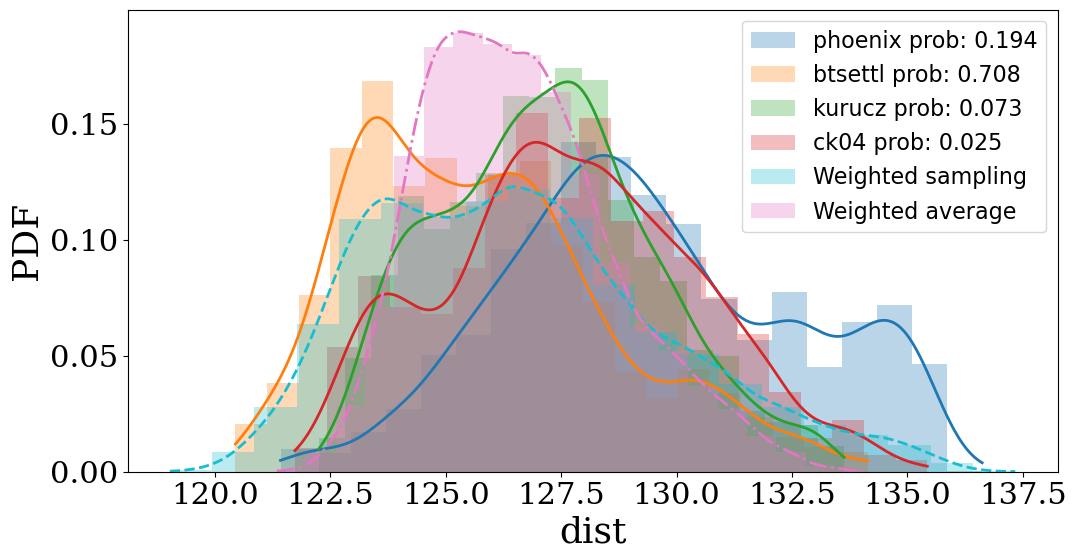 phoenix prob: 0.194
btsettl prob: 0.708
kurucz prob: 0.073
ck04 prob: 0.025
Weighted sampling
Weighted average
PDF
0.15
0.10
0.05
0.00
120.0 122.5 125.0 127.5 130.0 132.5 135.0 137.5
dist